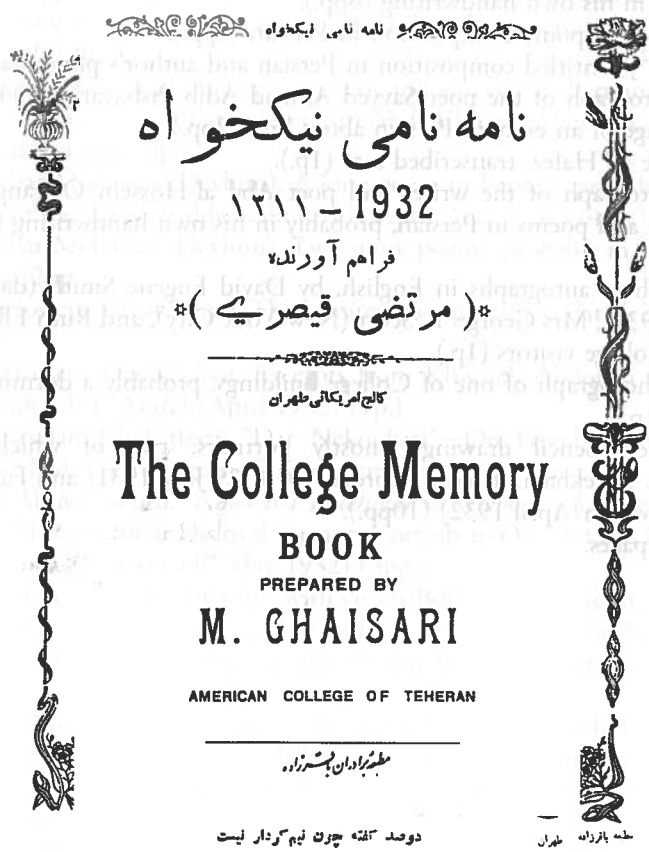 نامه نامی نیکخواه
نامه نامی نیکخواه
۱۳۱۱ – 1932
فراهم آورنده
*( مرتضی قیصری )*
کالج امریکائی طهران
The College Memory
BOOK
PREPARED BY
M. GHAISARI
AMERICAN COLLEGE OF TEHERAN
مطبعه برادران باقرزاده
دوصد گفته چون نیم کردار نیست
مطبعه باقرزاده طهران